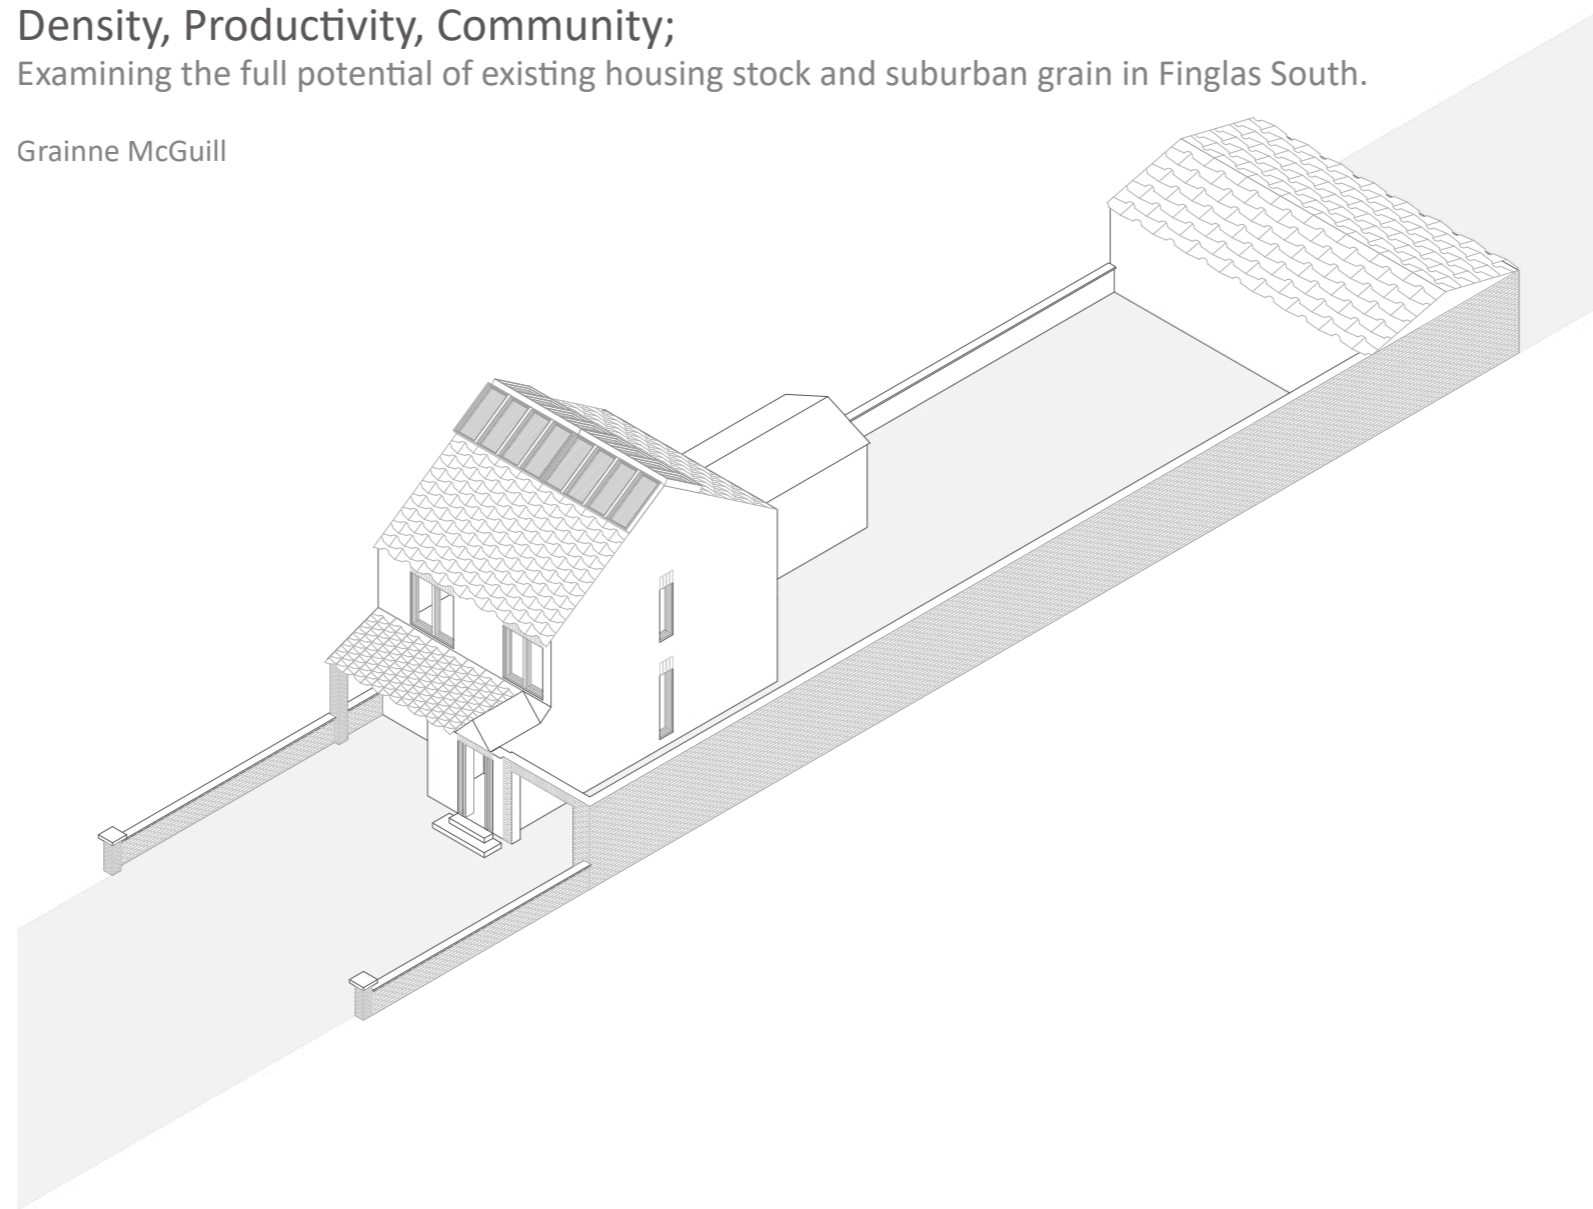 Density, Productivity, Community;
Examining the full potential of existing housing stock and suburban grain in Finglas South.
Grainne McGuill